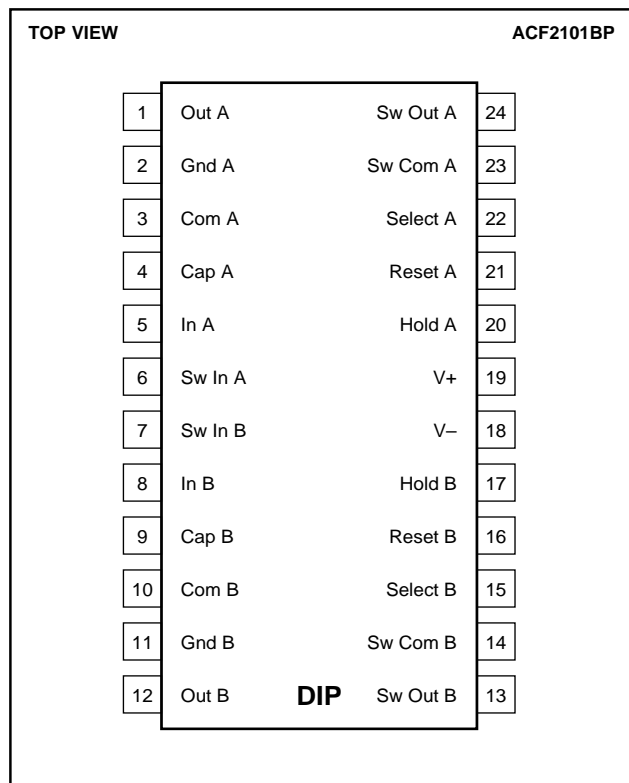 TOP VIEW ACF2101BP
1 Out A Sw Out A 24
2 Gnd A Sw Com A 23
3 Com A Select A 22
4 Cap A Reset A 21
5 In A Hold A 20
6 Sw In A V+ 19
7 Sw In B V– 18
8 In B Hold B 17
9 Cap B Reset B 16
10 Com B Select B 15
11 Gnd B Sw Com B 14
12 Out B DIP Sw Out B 13